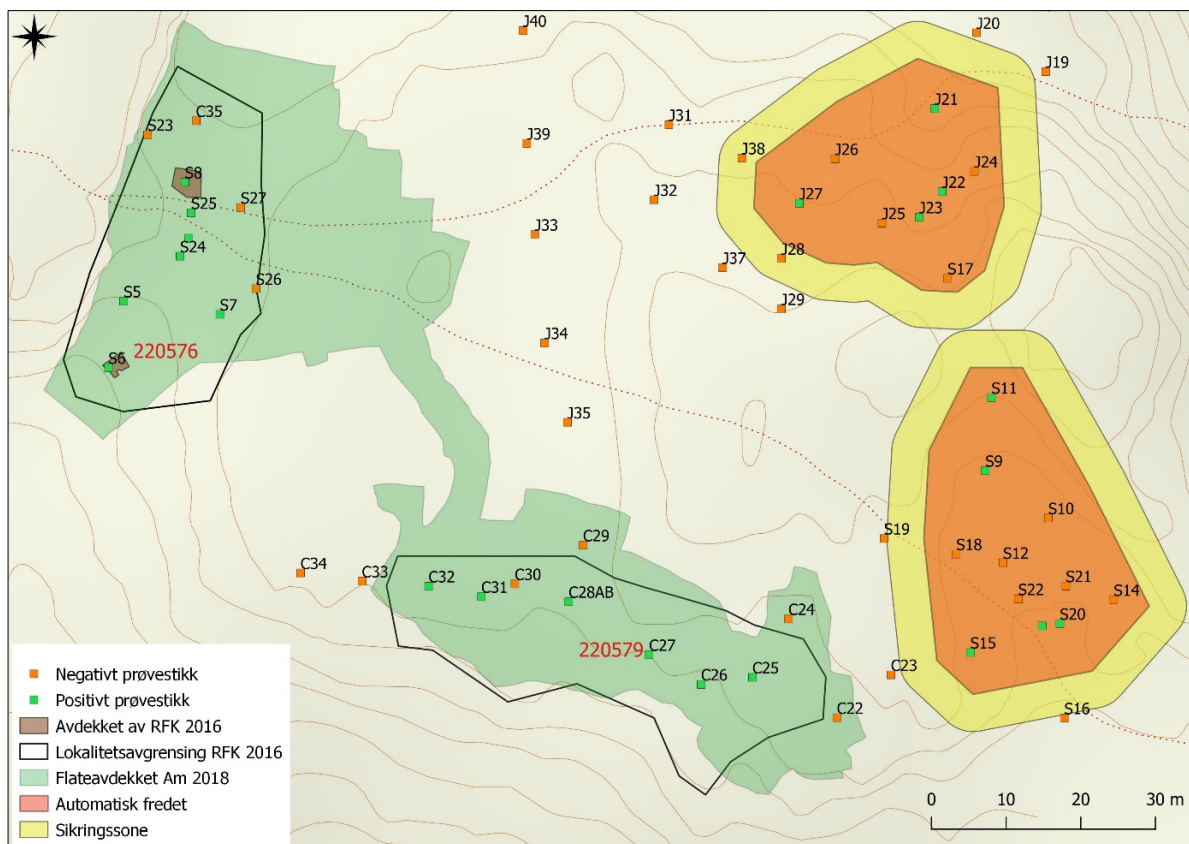 J40
J20
J19
J21
C35
J31
S23
J39
J38
J26
J24
S8
J22
J32
J27
S27
S25
J23
J25
J33
S24
J28
J37
S17
S26
S5
J29
S7
J34
220576
S6
S11
J35
S9
S10
S19
C29
S18
S12
C34
C33
C32
C30
S21
C31
C28AB
S22
S14
C24
S20
220579
C27
S15
C25
C23
C26
C22
S16
Negativt prøvestikk
Positivt prøvestikk
Avdekket av RFK 2016
Lokalitetsavgrensing RFK 2016
Flateavdekket Am 2018
Automatisk fredet
Sikringssone
0 10 20 30 m